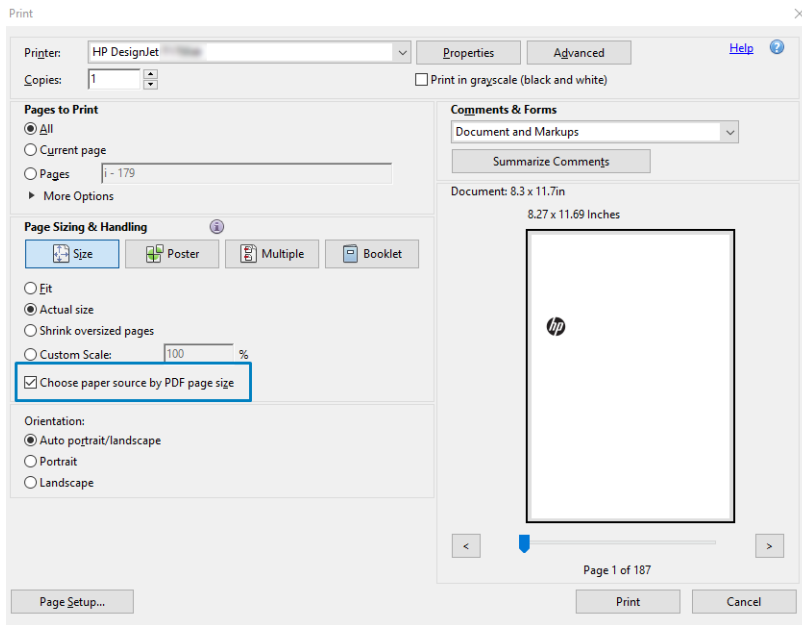 Print
Printer: HP DesignJet Properties Advanced Help ?
Copies: 1 Print in grayscale (black and white)
Pages to Print
All
Current page
Pages i - 179
More Options
Comments & Forms
Document and Markups
Summarize Comments
Page Sizing & Handling i
Size Poster Multiple Booklet
Fit
Actual size
Shrink oversized pages
Custom Scale: 100 %
Choose paper source by PDF page size
Orientation:
Auto portrait/landscape
Portrait
Landscape
Document: 8.3 x 11.7in
8.27 x 11.69 Inches
hp
< >
Page 1 of 187
Page Setup... Print Cancel